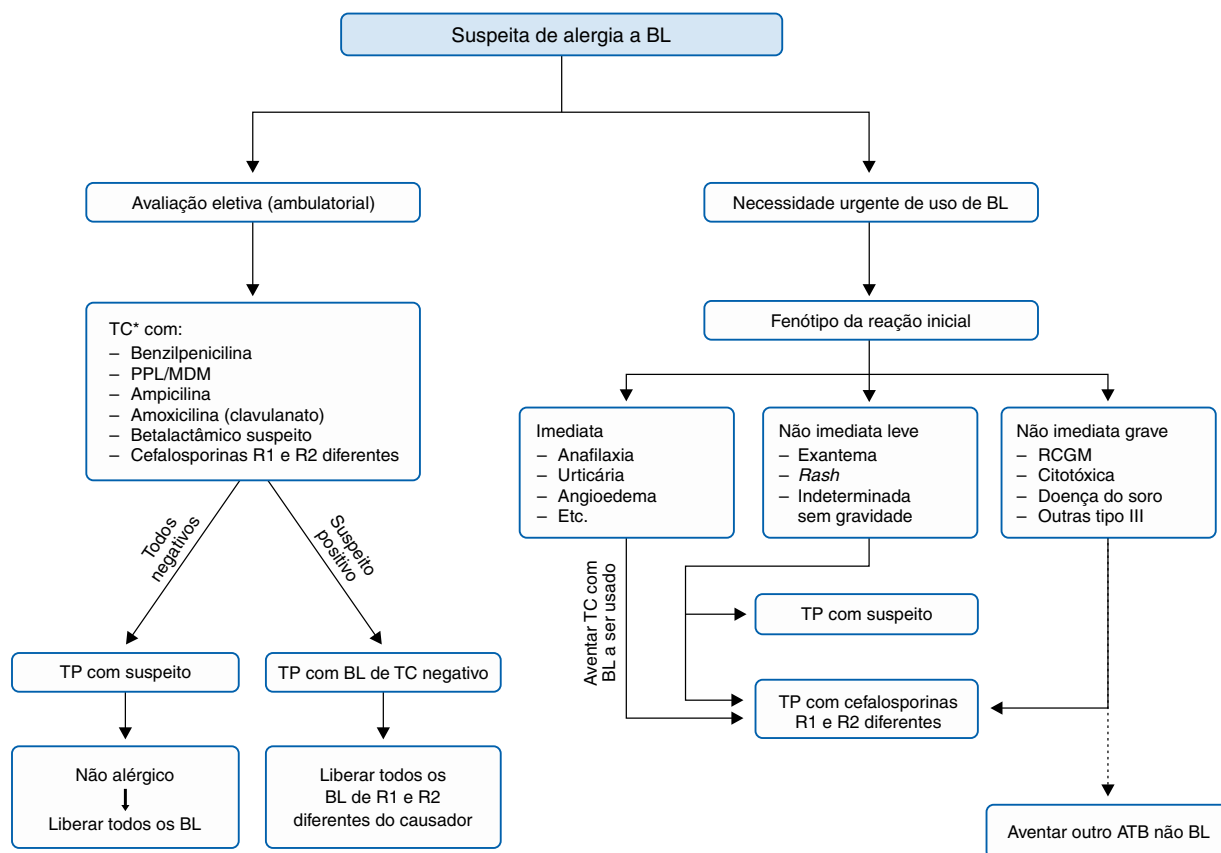 Suspeita de alergia a BL
Avaliação eletiva (ambulatorial)
Necessidade urgente de uso de BL
TC* com:
– Benzilpenicilina
– PPL/MDM
– Ampicilina
– Amoxicilina (clavulanato)
– Betalactâmico suspeito
– Cefalosporinas R1 e R2 diferentes
Fenótipo da reação inicial
Imediata
– Anafilaxia
– Urticária
– Angioedema
– Etc.
Não imediata leve
– Exantema
– Rash
– Indeterminada
sem gravidade
Não imediata grave
– RCGM
– Citotóxica
– Doença do soro
– Outras tipo III
Todos
negativos
Suspeito
positivo
Aventar TC com
BL a ser usado
TP com suspeito
TP com suspeito
TP com BL de TC negativo
TP com cefalosporinas
R1 e R2 diferentes
Não alérgico
Liberar todos os BL
Liberar todos os
BL de R1 e R2
diferentes do causador
Aventar outro ATB não BL